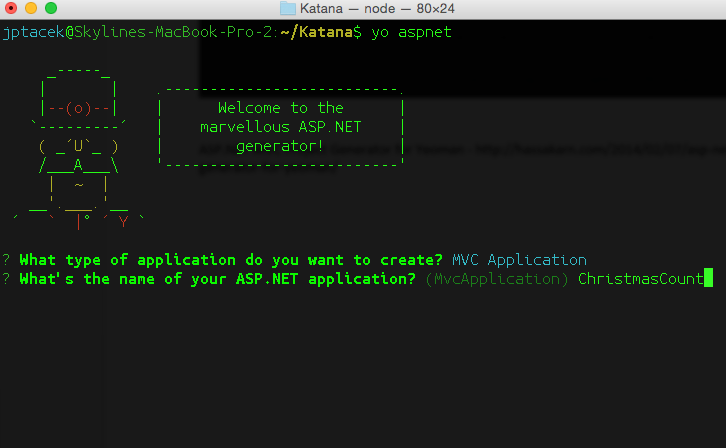 Katana — node — 80×24
jptacek@Skylines-MacBook-Pro-2:~/Katana$ yo aspnet
Welcome to the
marvellous ASP.NET
generator!
? What type of application do you want to create? MVC Application
? What's the name of your ASP.NET application? (MvcApplication) ChristmasCount